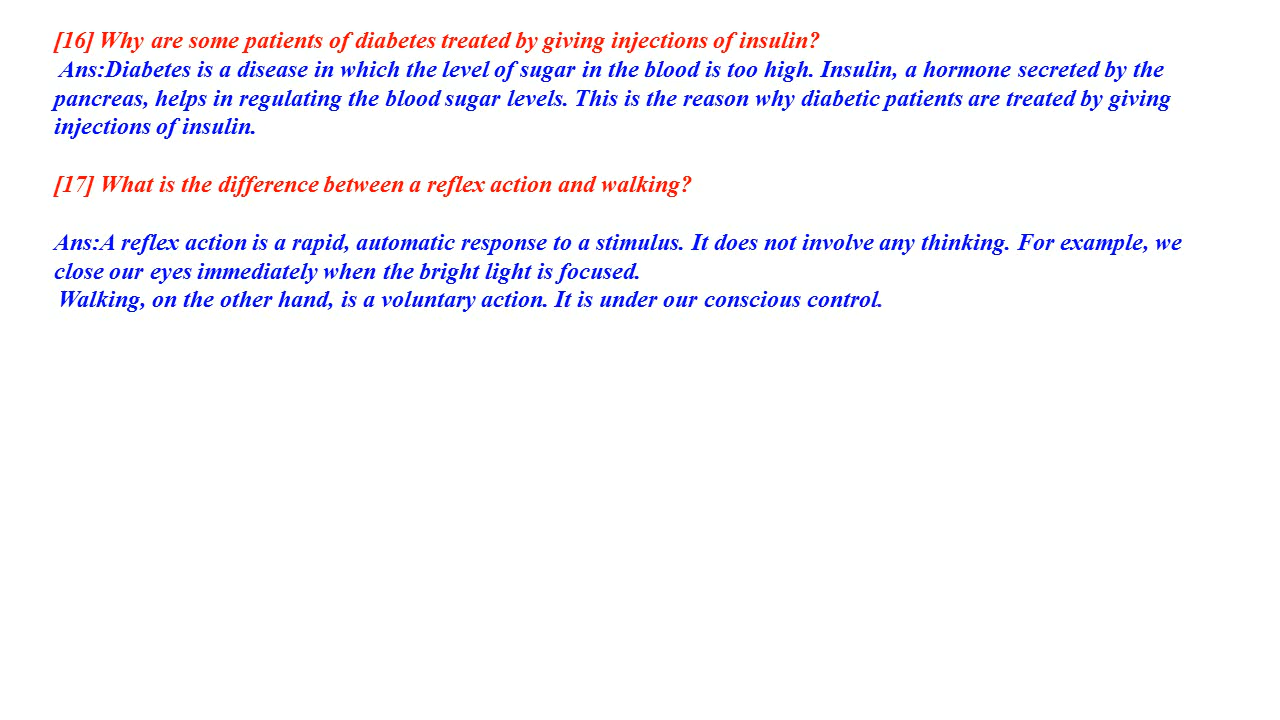 [16] Why are some patients of diabetes treated by giving injections of insulin?
Ans:Diabetes is a disease in which the level of sugar in the blood is too high. Insulin, a hormone secreted by the
pancreas, helps in regulating the blood sugar levels. This is the reason why diabetic patients are treated by giving
injections of insulin.
[17] What is the difference between a reflex action and walking?
Ans:A reflex action is a rapid, automatic response to a stimulus. It does not involve any thinking. For example, we
close our eyes immediately when the bright light is focused.
Walking, on the other hand, is a voluntary action. It is under our conscious control.